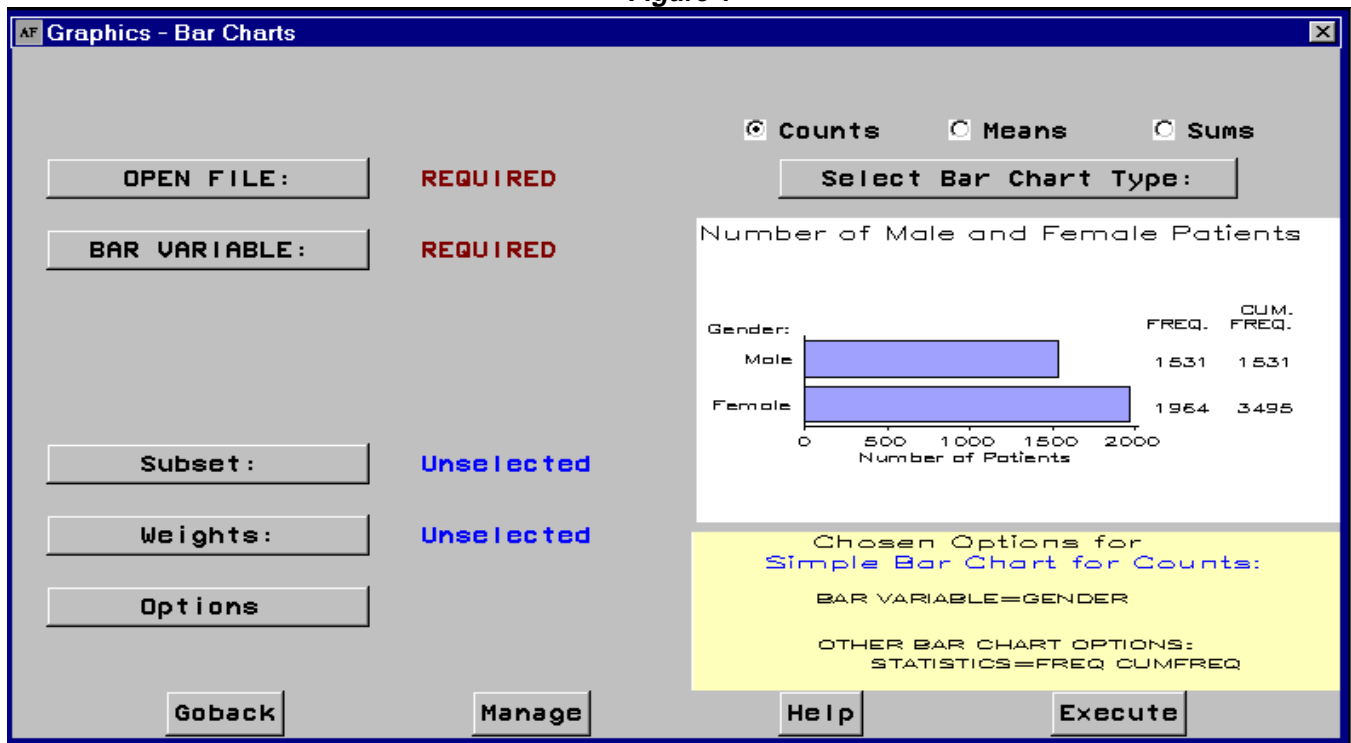 AF Graphics - Bar Charts
Counts Means Sums
OPEN FILE: REQUIRED Select Bar Chart Type:
BAR VARIABLE: REQUIRED
Number of Male and Female Patients
CUM.
Gender: FREQ. FREQ.
Male 1531 1531
Female 1964 3495
0 500 1000 1500 2000
Number of Patients
Subset: Unselected
Weights: Unselected
Options
Chosen Options for
Simple Bar Chart for Counts:
BAR VARIABLE=GENDER
OTHER BAR CHART OPTIONS:
STATISTICS=FREQ CUMFREQ
Goback Manage Help Execute